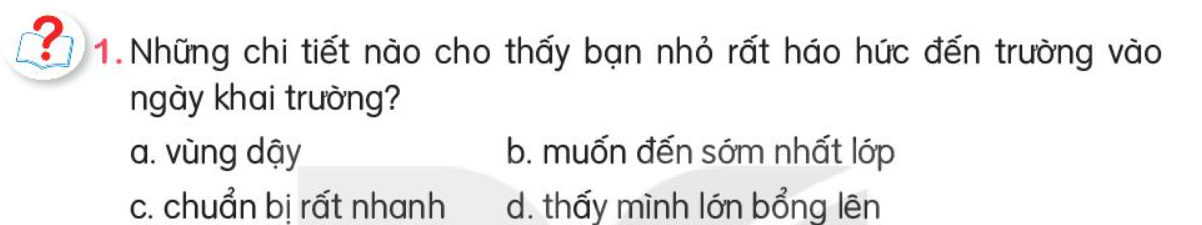 ?
1. Những chi tiết nào cho thấy bạn nhỏ rất háo hức đến trường vào
ngày khai trường?
a. vùng dậy b. muốn đến sớm nhất lớp
c. chuẩn bị rất nhanh d. thấy mình lớn bổng lên